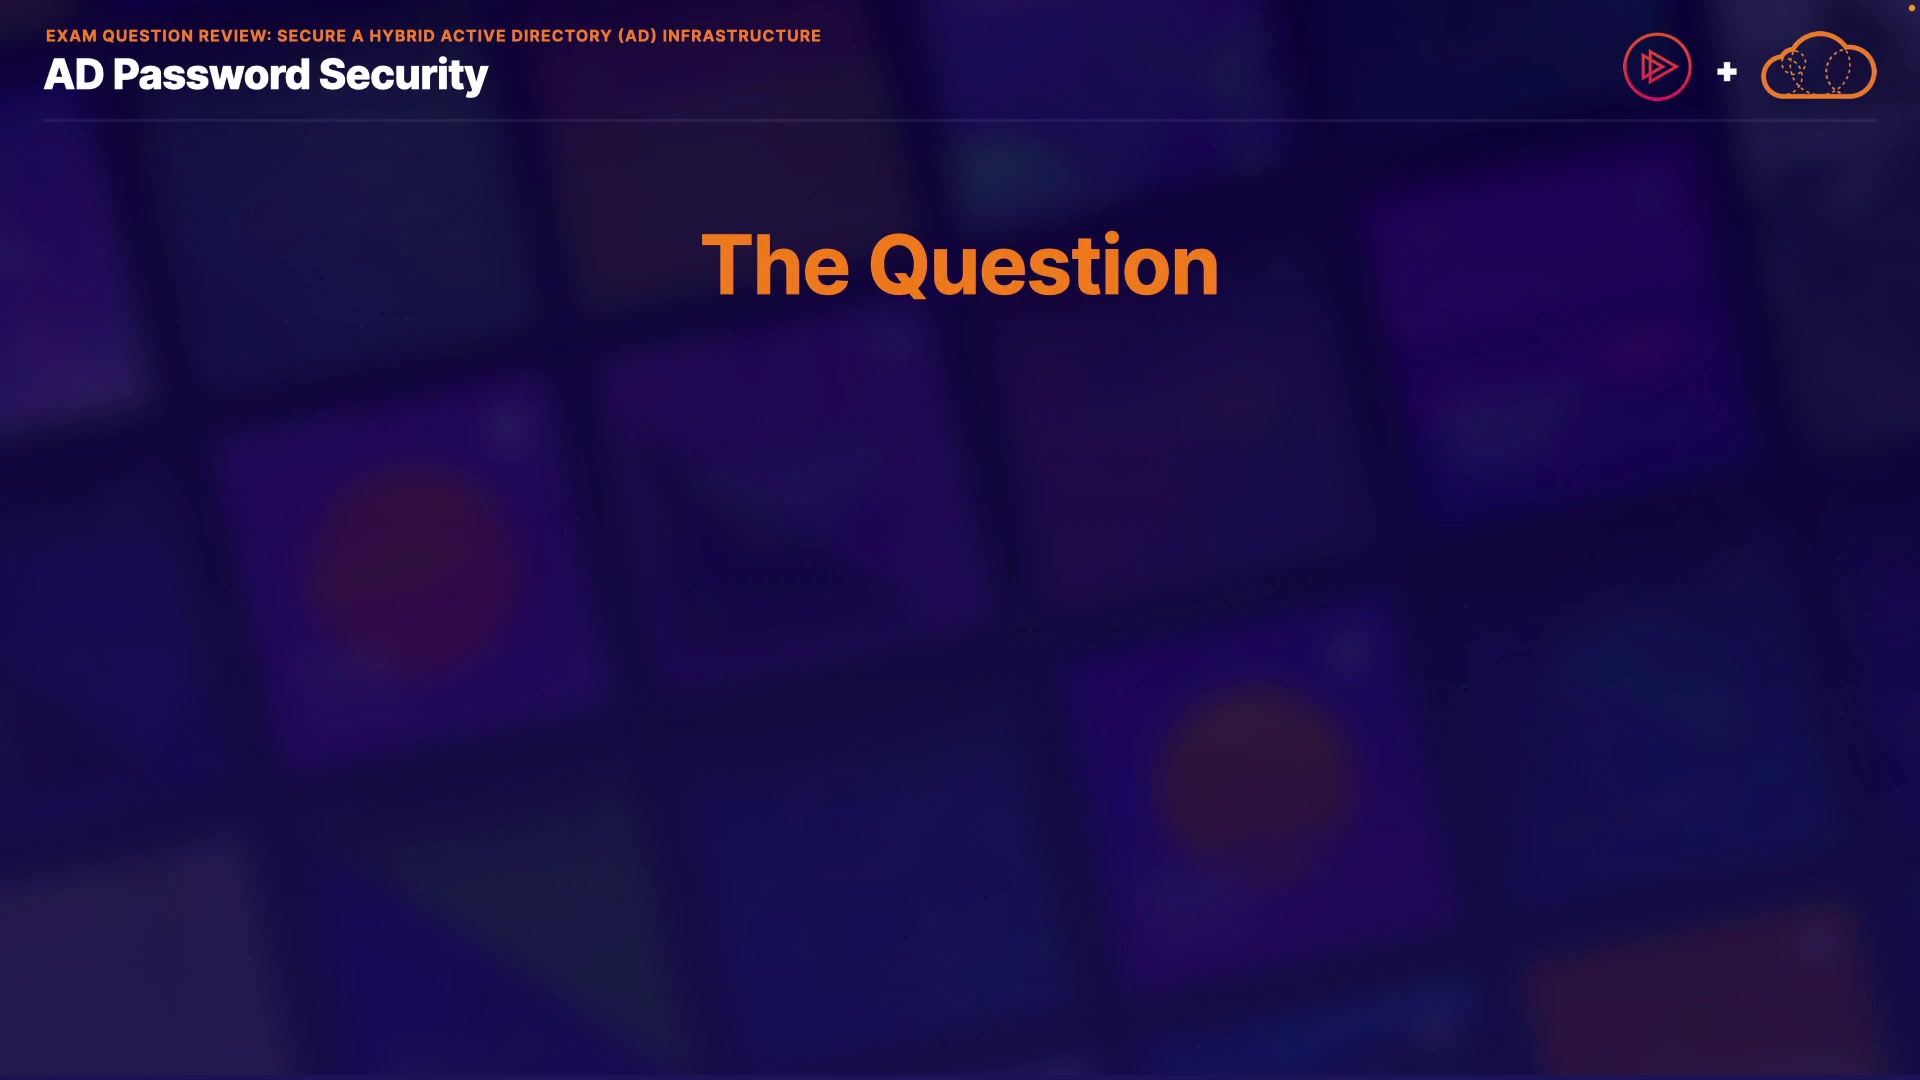 EXAM QUESTION REVIEW: SECURE A HYBRID ACTIVE DIRECTORY (AD) INFRASTRUCTURE
AD Password Security
+
The Question